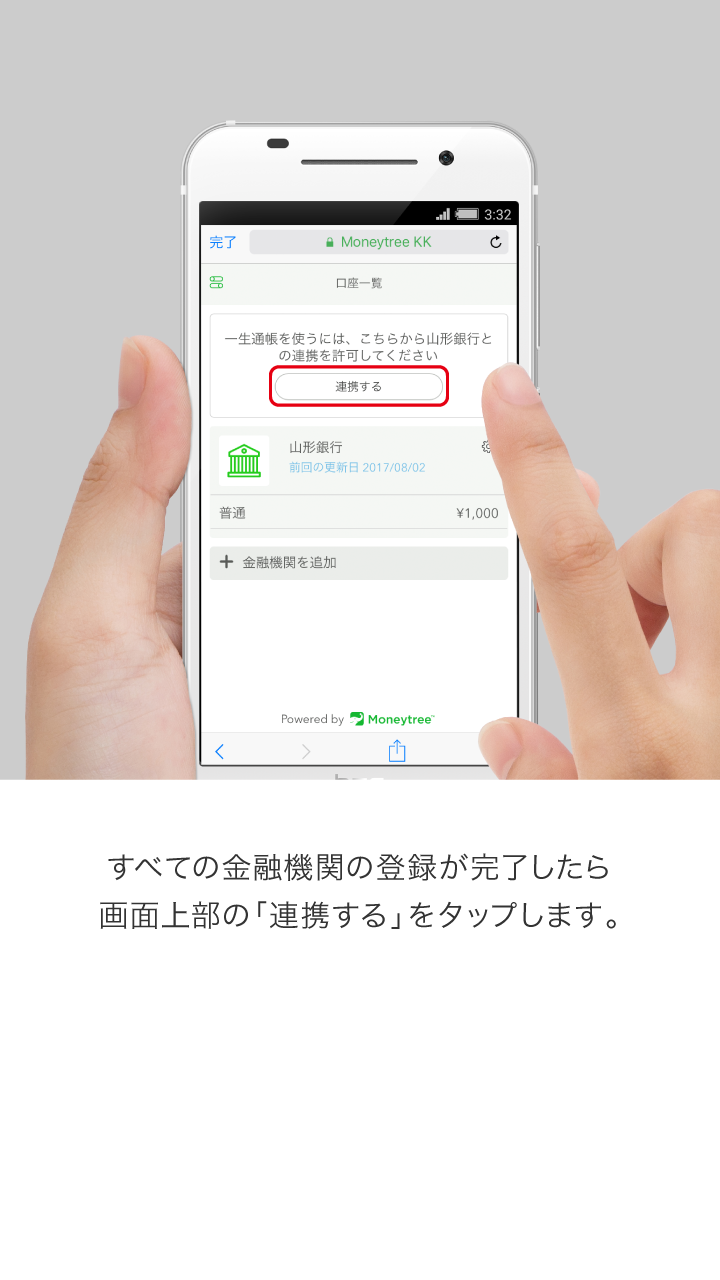 3:32
完了
Moneytree KK
口座一覧
一生通帳を使うには、こちらから山形銀行と
の連携を許可してください
連携する
山形銀行
前回の更新日 2017/08/02
普通 ¥1,000
+ 金融機関を追加
Powered by Moneytree™
すべての金融機関の登録が完了したら
画面上部の「連携する」をタップします。